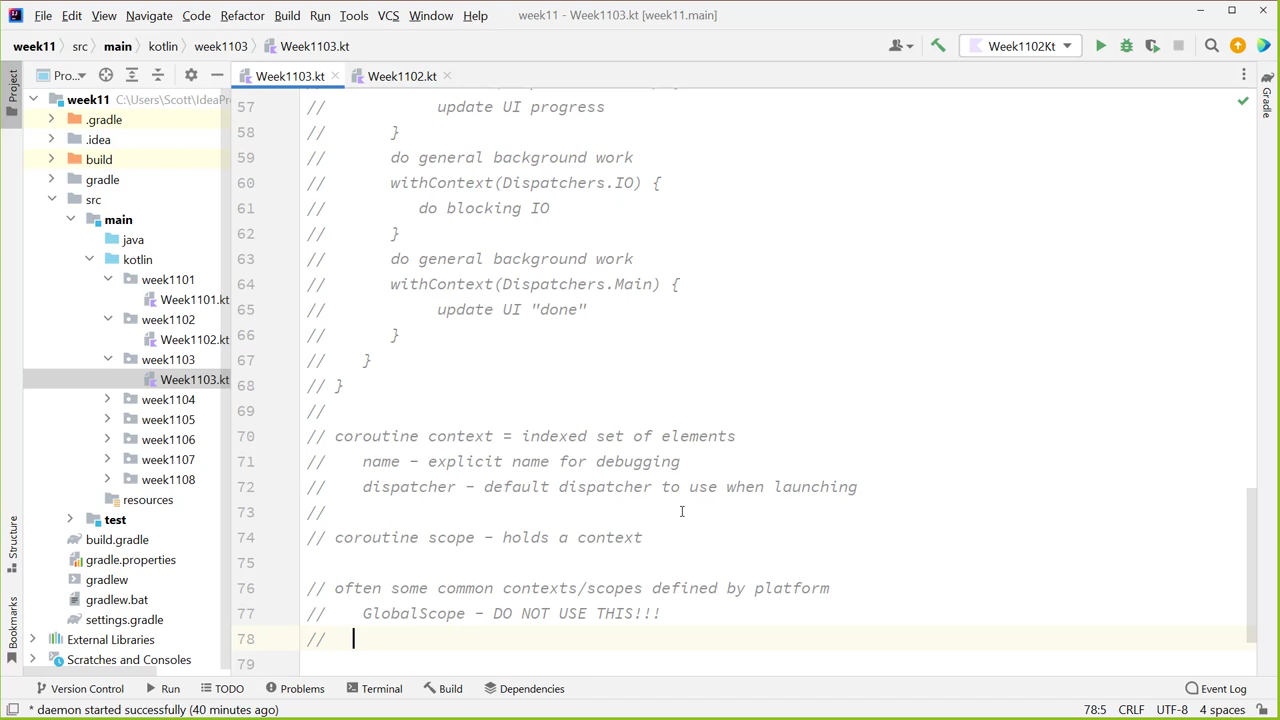 File Edit View Navigate Code Refactor Build Run Tools VCS Window Help week11 - Week1103.kt [week11.main]
week11 src main kotlin week1103 Week1103.kt Week1102Kt
Pro... Week1103.kt Week1102.kt
Project
Structure
Bookmarks
week11 C:\Users\Scott\IdeaPr
.gradle
.idea
build
gradle
src
main
java
kotlin
week1101
Week1101.kt
week1102
Week1102.kt
week1103
Week1103.kt
week1104
week1105
week1106
week1107
week1108
resources
test
build.gradle
gradle.properties
gradlew
gradlew.bat
settings.gradle
External Libraries
Scratches and Consoles
57 // update UI progress
58 // }
59 // do general background work
60 // withContext(Dispatchers.IO) {
61 // do blocking IO
62 // }
63 // do general background work
64 // withContext(Dispatchers.Main) {
65 // update UI "done"
66 // }
67 // }
68 // }
69 //
70 // coroutine context = indexed set of elements
71 // name - explicit name for debugging
72 // dispatcher - default dispatcher to use when launching
73 //
74 // coroutine scope - holds a context
75
76 // often some common contexts/scopes defined by platform
77 // GlobalScope - DO NOT USE THIS!!!
78 //
79
Gradle
Version Control Run TODO Problems Terminal Build Dependencies Event Log
* daemon started successfully (40 minutes ago) 78:5 CRLF UTF-8 4 spaces